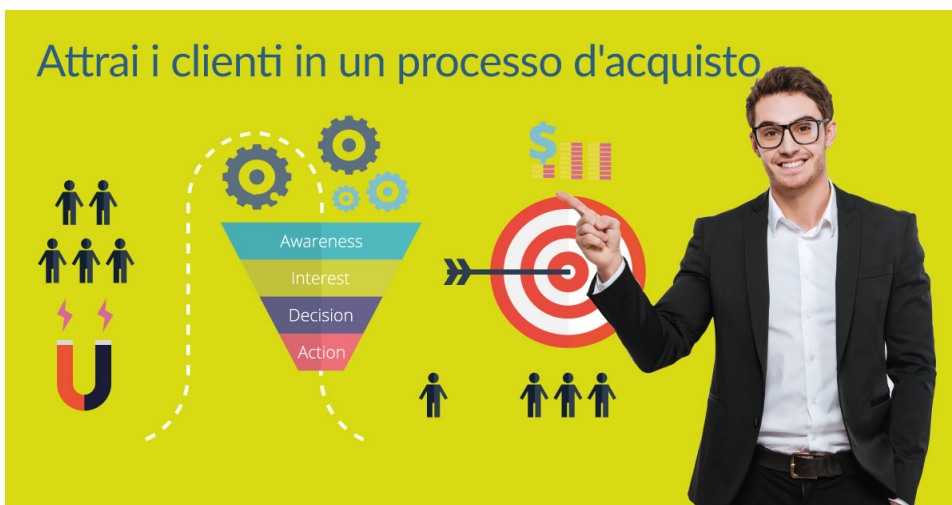 Attrai i clienti in un processo d'acquisto
$
Awareness
Interest
Decision
Action